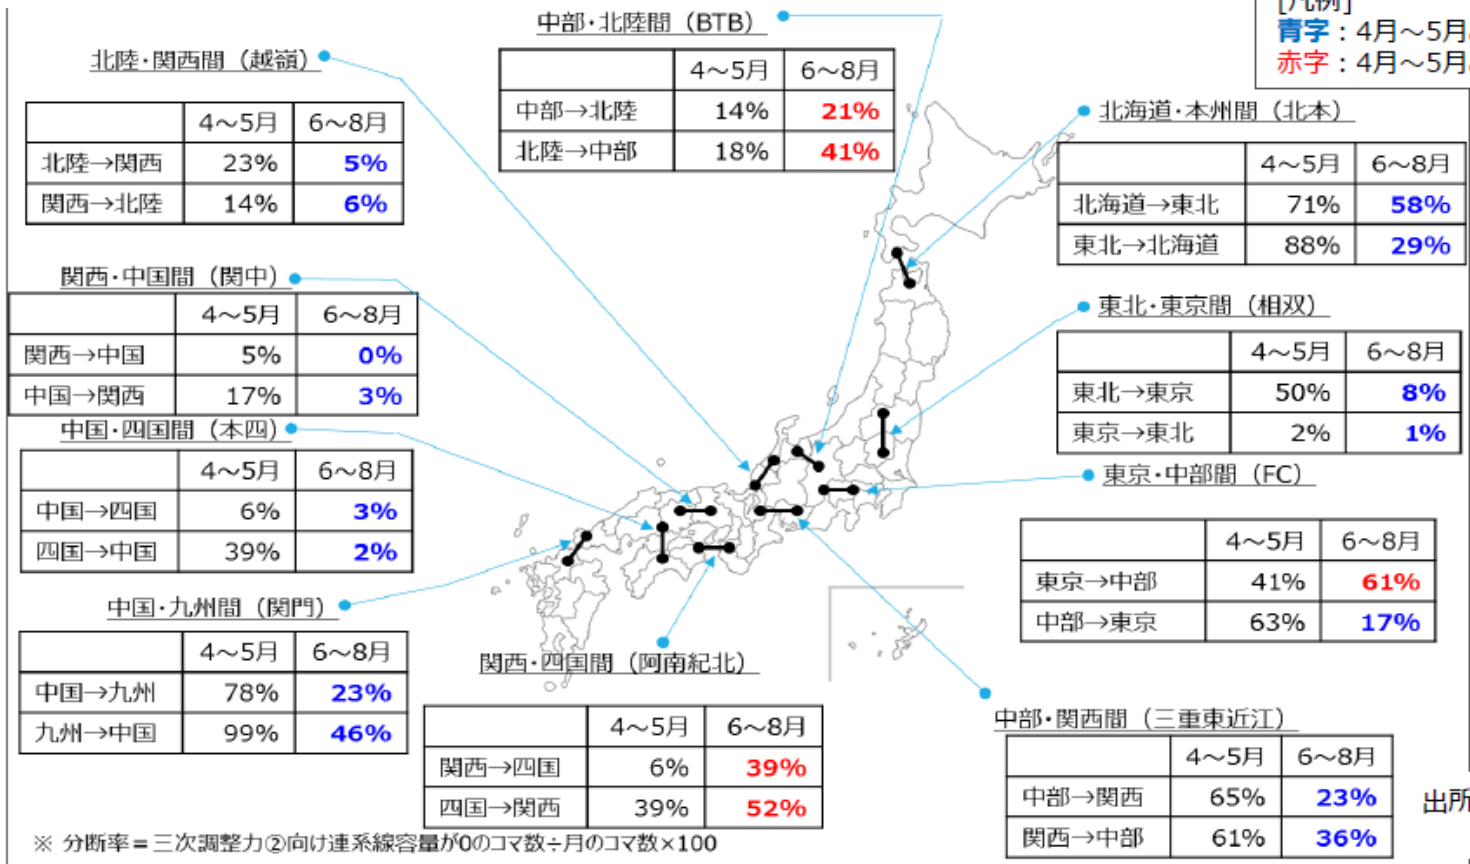 [凡例]
青字：4月～5月
赤字：4月～5月
中部・北陸間（BTB）
4～5月 6～8月
中部→北陸 14% 21%
北陸→中部 18% 41%
北陸・関西間（越嶺）
4～5月 6～8月
北陸→関西 23% 5%
関西→北陸 14% 6%
北海道・本州間（北本）
4～5月 6～8月
北海道→東北 71% 58%
東北→北海道 88% 29%
関西・中国間（関中）
4～5月 6～8月
関西→中国 5% 0%
中国→関西 17% 3%
東北・東京間（相双）
4～5月 6～8月
東北→東京 50% 8%
東京→東北 2% 1%
中国・四国間（本四）
4～5月 6～8月
中国→四国 6% 3%
四国→中国 39% 2%
東京・中部間（FC）
4～5月 6～8月
東京→中部 41% 61%
中部→東京 63% 17%
中国・九州間（関門）
4～5月 6～8月
中国→九州 78% 23%
九州→中国 99% 46%
関西・四国間（阿南紀北）
4～5月 6～8月
関西→四国 6% 39%
四国→関西 39% 52%
中部・関西間（三重東近江）
4～5月 6～8月
中部→関西 65% 23%
関西→中部 61% 36%
出所
※ 分断率＝三次調整力②向け連系線容量が0のコマ数÷月のコマ数×100